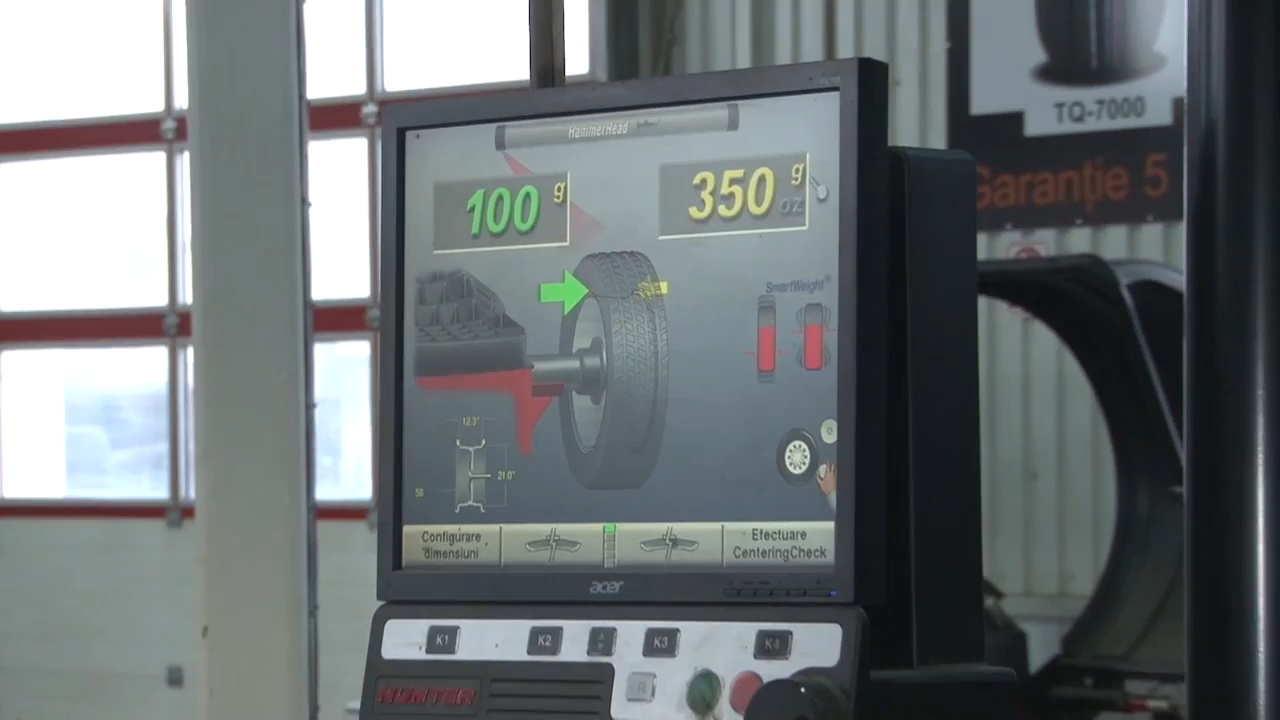 TQ-7000
Garanție 5
HammerHead
100 g
350 g
oz
SmartWeight®
12.3"
21.0"
58
Configurare
dimensiuni
Efectuare
CenteringCheck
acer
K1
K2
K3
K4
HUNTER